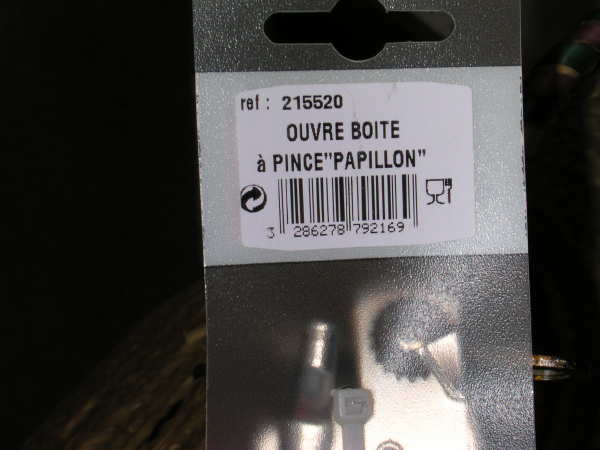 ref : 215520
OUVRE BOITE
à PINCE"PAPILLON"
3 286278 792169